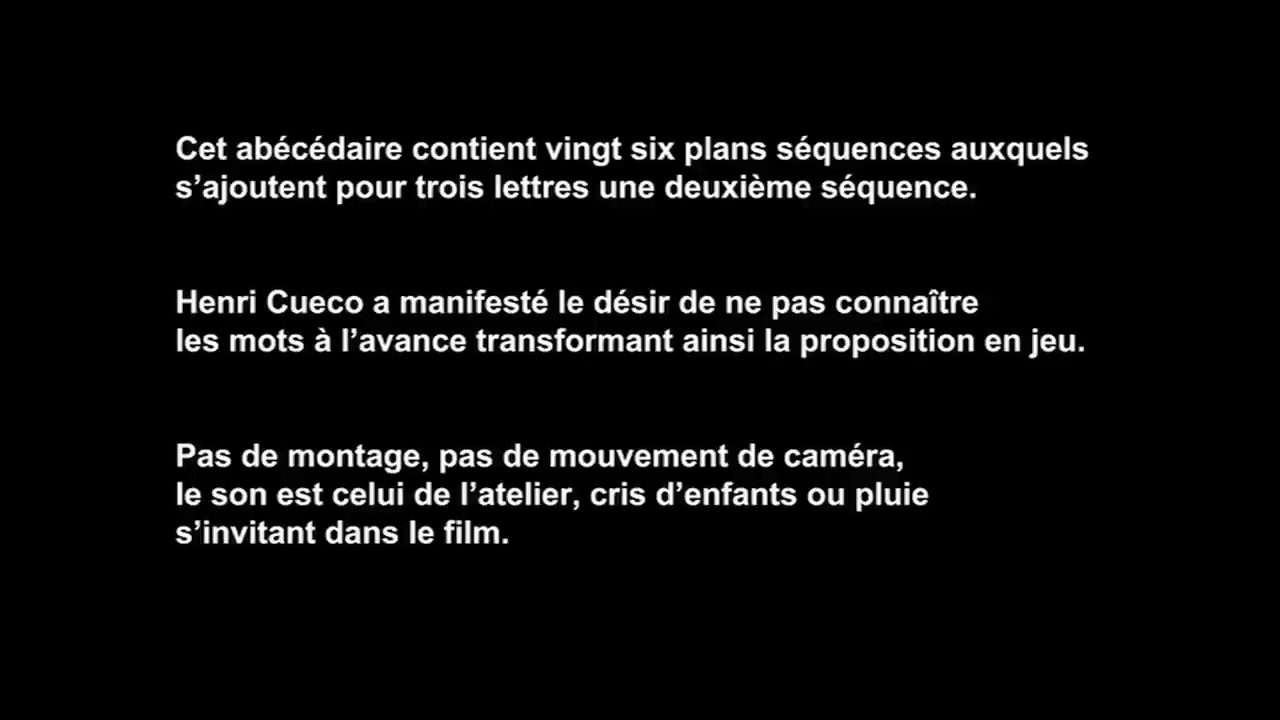 Cet abécédaire contient vingt six plans séquences auxquels
s’ajoutent pour trois lettres une deuxième séquence.
Henri Cueco a manifesté le désir de ne pas connaître
les mots à l’avance transformant ainsi la proposition en jeu.
Pas de montage, pas de mouvement de caméra,
le son est celui de l’atelier, cris d’enfants ou pluie
s’invitant dans le film.